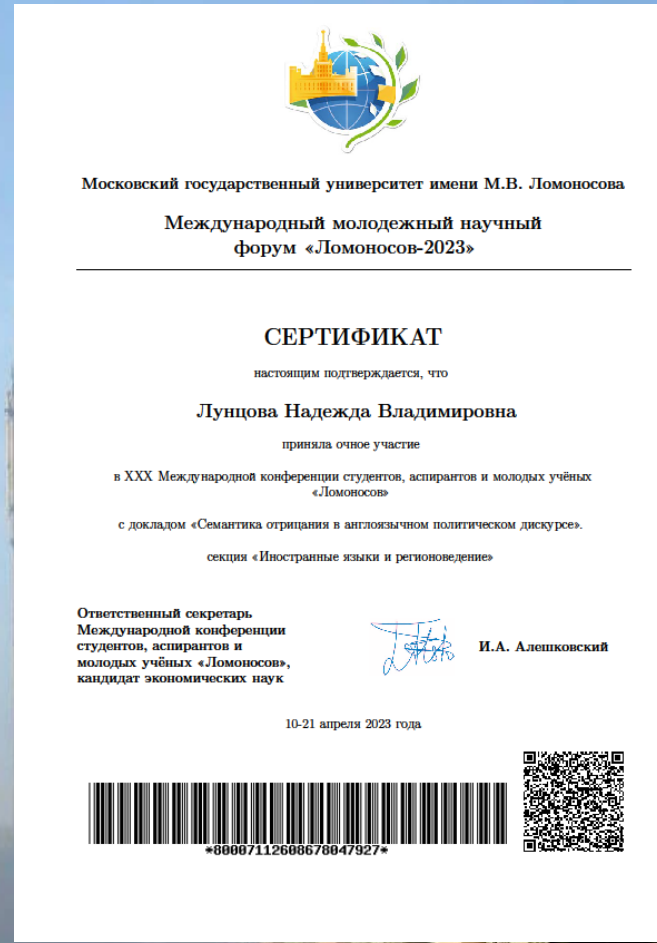 Московский государственный университет имени М.В. Ломоносова
Международный молодежный научный
форум «Ломоносов-2023»
СЕРТИФИКАТ
настоящим подтверждается, что
Лунцова Надежда Владимировна
приняла очное участие
в XXX Международной конференции студентов, аспирантов и молодых учёных
«Ломоносов»
с докладом «Семантика отрицания в англоязычном политическом дискурсе».
секция «Иностранные языки и регионоведение»
Ответственный секретарь
Международной конференции
студентов, аспирантов и
молодых учёных «Ломоносов»,
кандидат экономических наук
И.А. Алешковский
10-21 апреля 2023 года
*80007112608678047927*